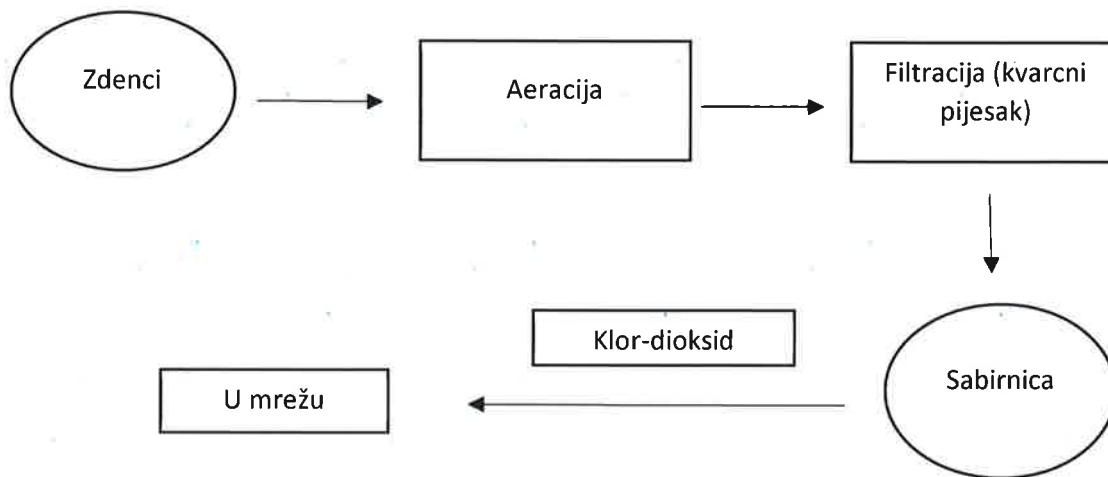 Zdenci
Aeracija
Filtracija (kvarcni
pijesak)
Klor-dioksid
Sabirnica
U mrežu